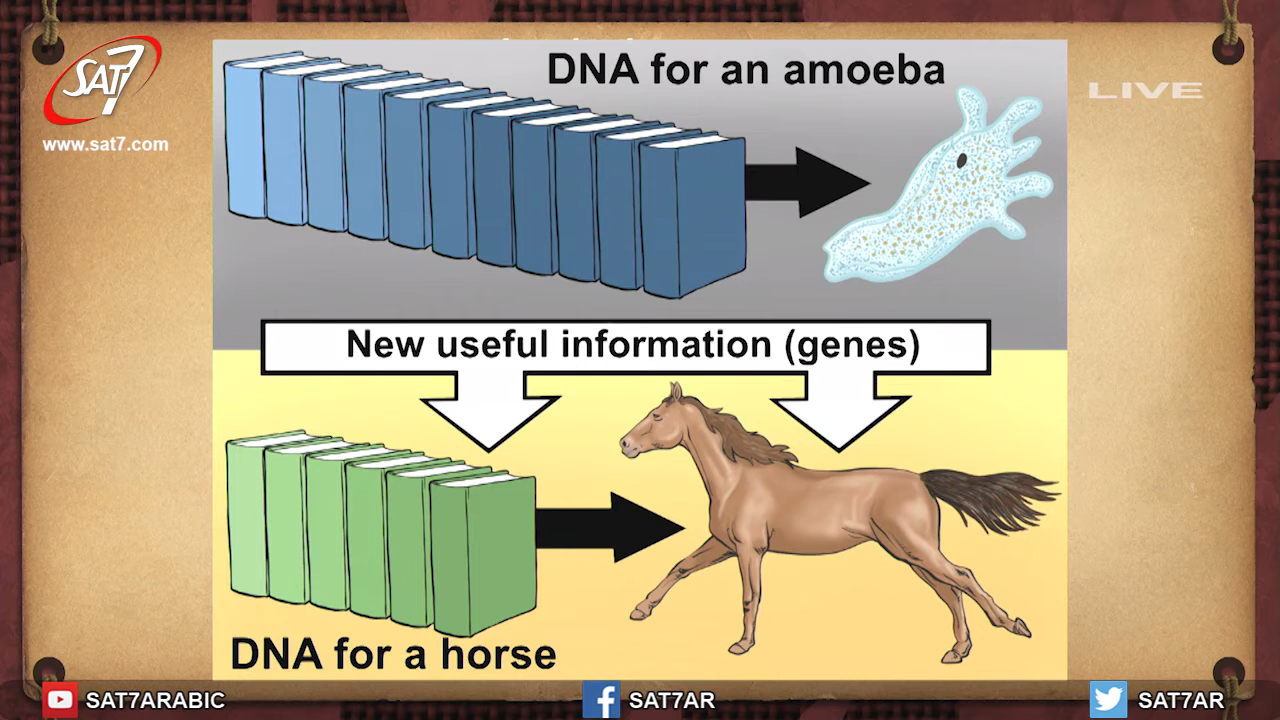 SAT7
www.sat7.com
DNA for an amoeba
LIVE
New useful information (genes)
DNA for a horse
SAT7ARABIC
SAT7AR
SAT7AR